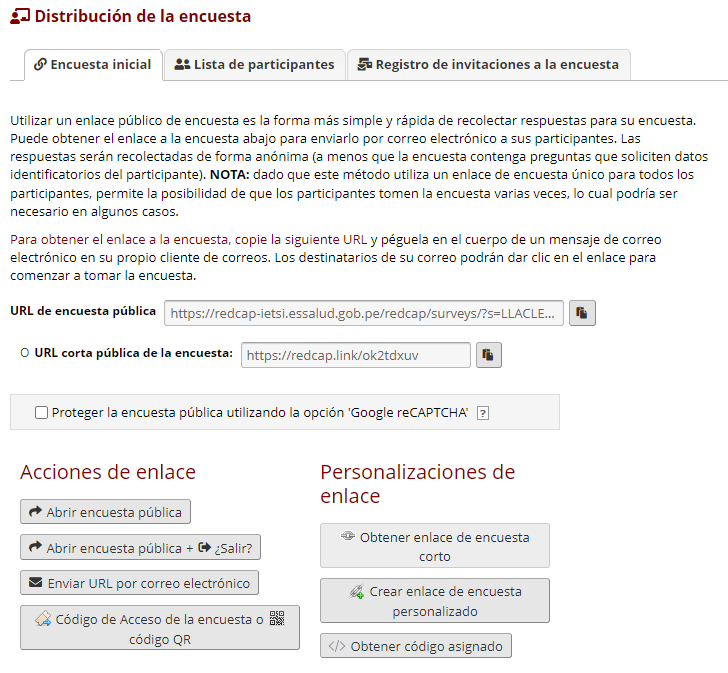 Distribución de la encuesta
Encuesta inicial
Lista de participantes
Registro de invitaciones a la encuesta
Utilizar un enlace público de encuesta es la forma más simple y rápida de recolectar respuestas para su encuesta.
Puede obtener el enlace a la encuesta abajo para enviarlo por correo electrónico a sus participantes. Las
respuestas serán recolectadas de forma anónima (a menos que la encuesta contenga preguntas que soliciten datos
identificatorios del participante). NOTA: dado que este método utiliza un enlace de encuesta único para todos los
participantes, permite la posibilidad de que los participantes tomen la encuesta varias veces, lo cual podría ser
necesario en algunos casos.
Para obtener el enlace a la encuesta, copie la siguiente URL y péguela en el cuerpo de un mensaje de correo
electrónico en su propio cliente de correos. Los destinatarios de su correo podrán dar clic en el enlace para
comenzar a tomar la encuesta.
URL de encuesta pública https://redcap-ietsi.essalud.gob.pe/redcap/surveys/?s=LLACLE...
O URL corta pública de la encuesta: https://redcap.link/ok2tdxuv
Proteger la encuesta pública utilizando la opción 'Google reCAPTCHA' ?
Acciones de enlace
Abrir encuesta pública
Abrir encuesta pública + ¿Salir?
Enviar URL por correo electrónico
Código de Acceso de la encuesta o
código QR
Personalizaciones de
enlace
Obtener enlace de encuesta
corto
Crear enlace de encuesta
personalizado
</> Obtener código asignado